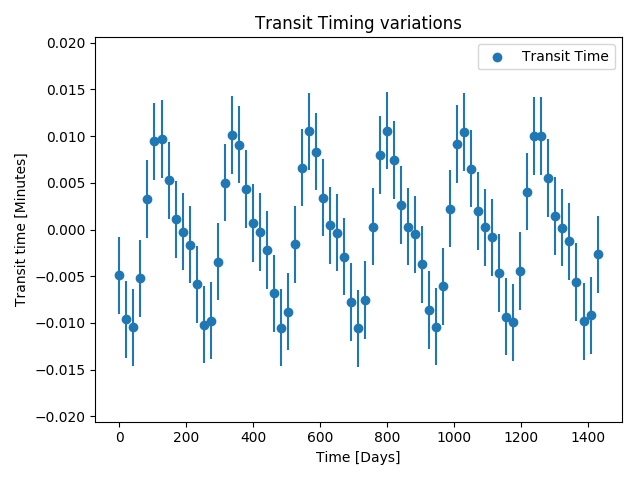 Transit Timing variations
Transit Time
Transit time [Minutes]
0.020
0.015
0.010
0.005
0.000
−0.005
−0.010
−0.015
−0.020
0 200 400 600 800 1000 1200 1400
Time [Days]